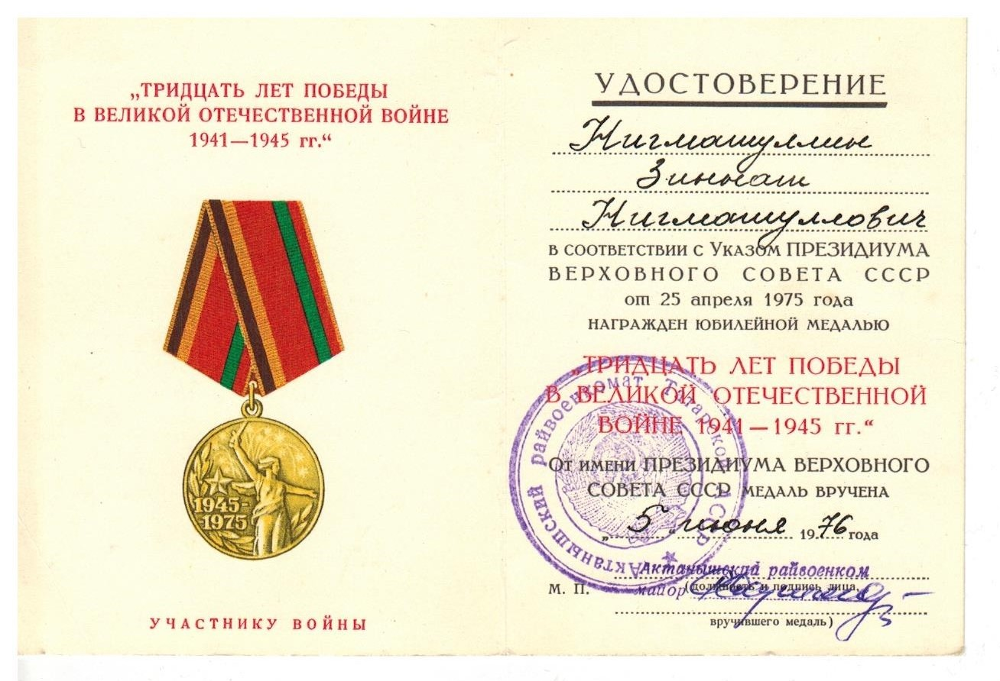 „ТРИДЦАТЬ ЛЕТ ПОБЕДЫ
В ВЕЛИКОЙ ОТЕЧЕСТВЕННОЙ ВОЙНЕ
1941—1945 гг.“
1945-
1975
УЧАСТНИКУ ВОЙНЫ
УДОСТОВЕРЕНИЕ
Нигматуллин
Зиннат
Нигматуллович
В СООТВЕТСТВИИ С УКАЗОМ ПРЕЗИДИУМА
ВЕРХОВНОГО СОВЕТА СССР
от 25 апреля 1975 года
НАГРАЖДЕН ЮБИЛЕЙНОЙ МЕДАЛЬЮ
„ТРИДЦАТЬ ЛЕТ ПОБЕДЫ
В ВЕЛИКОЙ ОТЕЧЕСТВЕННОЙ
ВОЙНЕ 1941—1945 гг.“
ОТ ИМЕНИ ПРЕЗИДИУМА ВЕРХОВНОГО
СОВЕТА СССР МЕДАЛЬ ВРУЧЕНА
„5“ июня 1976 года
Актанышский райвоенком
М. П. майор (должность и подпись лица,
вручившего медаль)
Актанышский райвоенкомат Татарской АССР